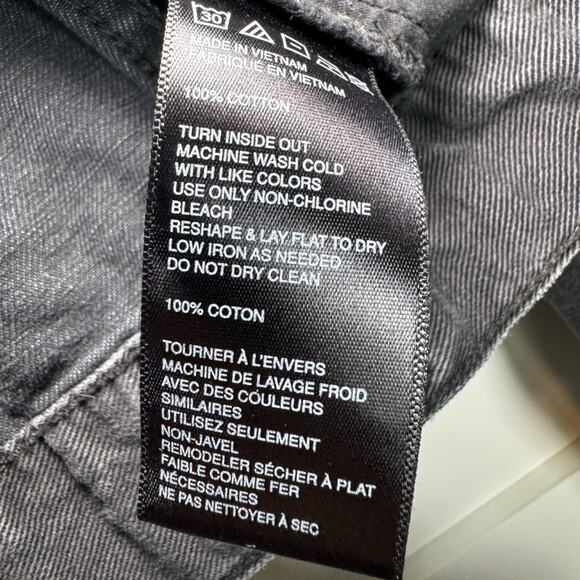 30
MADE IN VIETNAM
FABRIQUÉ EN VIETNAM
100% COTTON
TURN INSIDE OUT
MACHINE WASH COLD
WITH LIKE COLORS
USE ONLY NON-CHLORINE
BLEACH
RESHAPE & LAY FLAT TO DRY
LOW IRON AS NEEDED
DO NOT DRY CLEAN
100% COTON
TOURNER À L'ENVERS
MACHINE DE LAVAGE FROID
AVEC DES COULEURS
SIMILAIRES
UTILISEZ SEULEMENT
NON-JAVEL
REMODELER SÉCHER À PLAT
FAIBLE COMME FER
NÉCESSAIRES
NE PAS NETTOYER À SEC